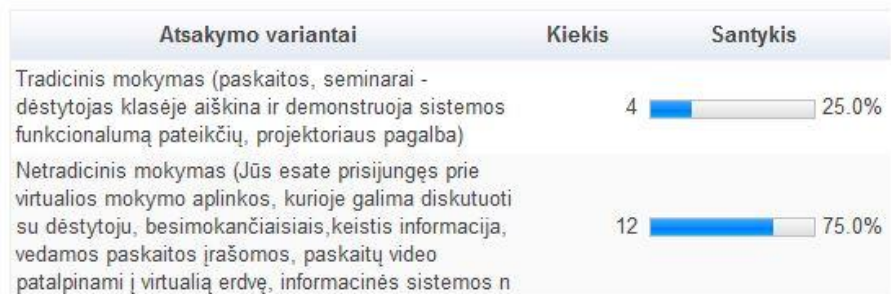 Atsakymo variantai Kiekis Santykis
Tradicinis mokymas (paskaitos, seminarai -
dėstytojas klasėje aiškina ir demonstruoja sistemos 4 25.0%
funkcionalumą pateikčių, projektoriaus pagalba)
Netradicinis mokymas (Jūs esate prisijungęs prie
virtualios mokymo aplinkos, kurioje galima diskutuoti
su dėstytoju, besimokančiaisiais,keistis informacija, 12 75.0%
vedamos paskaitos įrašomos, paskaitų video
patalpinami į virtualią erdvę, informacinės sistemos n